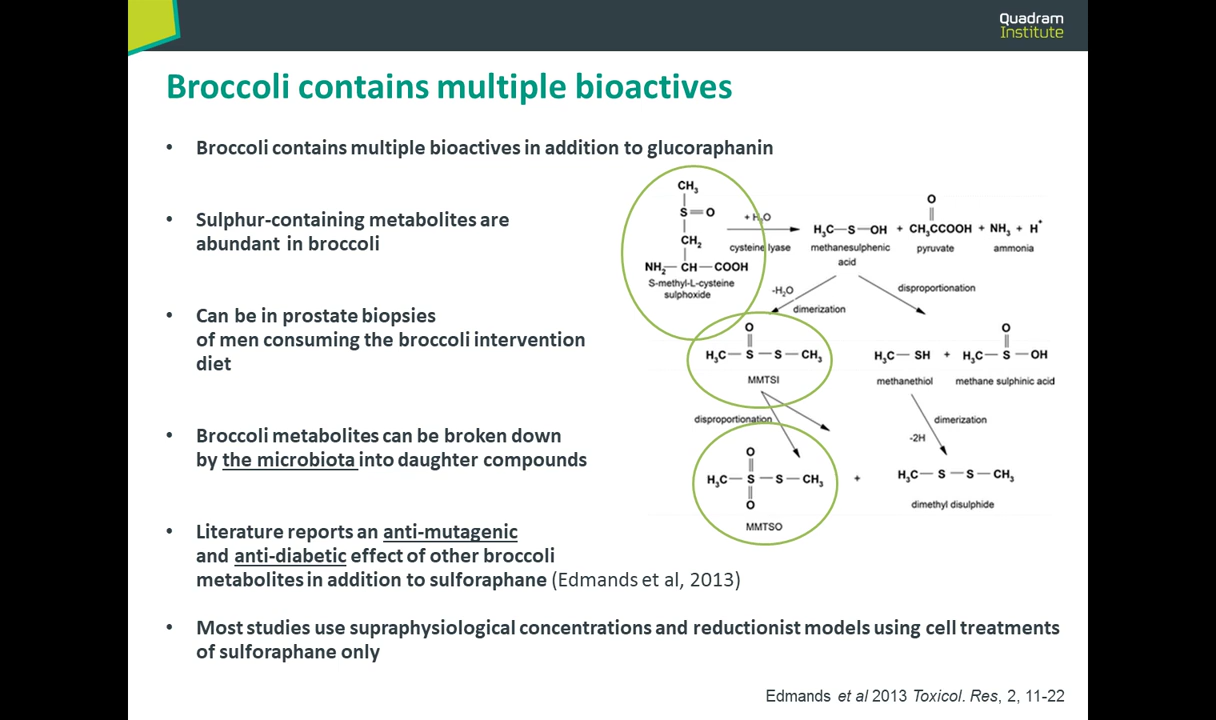 Quadram
Institute
Broccoli contains multiple bioactives
• Broccoli contains multiple bioactives in addition to glucoraphanin
• Sulphur-containing metabolites are
abundant in broccoli
• Can be in prostate biopsies
of men consuming the broccoli intervention
diet
• Broccoli metabolites can be broken down
by the microbiota into daughter compounds
• Literature reports an anti-mutagenic
and anti-diabetic effect of other broccoli
metabolites in addition to sulforaphane (Edmands et al, 2013)
• Most studies use supraphysiological concentrations and reductionist models using cell treatments
of sulforaphane only
CH₃
S=O
CH₂
NH₂—CH—COOH
S-methyl-L-cysteine
sulphoxide
+ H₂O
cysteine lyase
H₃C—S—OH + CH₃CCOOH + NH₃ + H⁺
O
methanesulphenic
acid
pyruvate
ammonia
-H₂O
dimerization
disproportionation
O
H₃C—S—S—CH₃
MMTSI
H₃C—SH + H₃C—S—OH
O
methanethiol
methane sulphinic acid
disproportionation
dimerization
-2H
O
H₃C—S—S—CH₃
O
MMTSO
+
H₃C—S—S—CH₃
dimethyl disulphide
Edmands et al 2013 Toxicol. Res, 2, 11-22